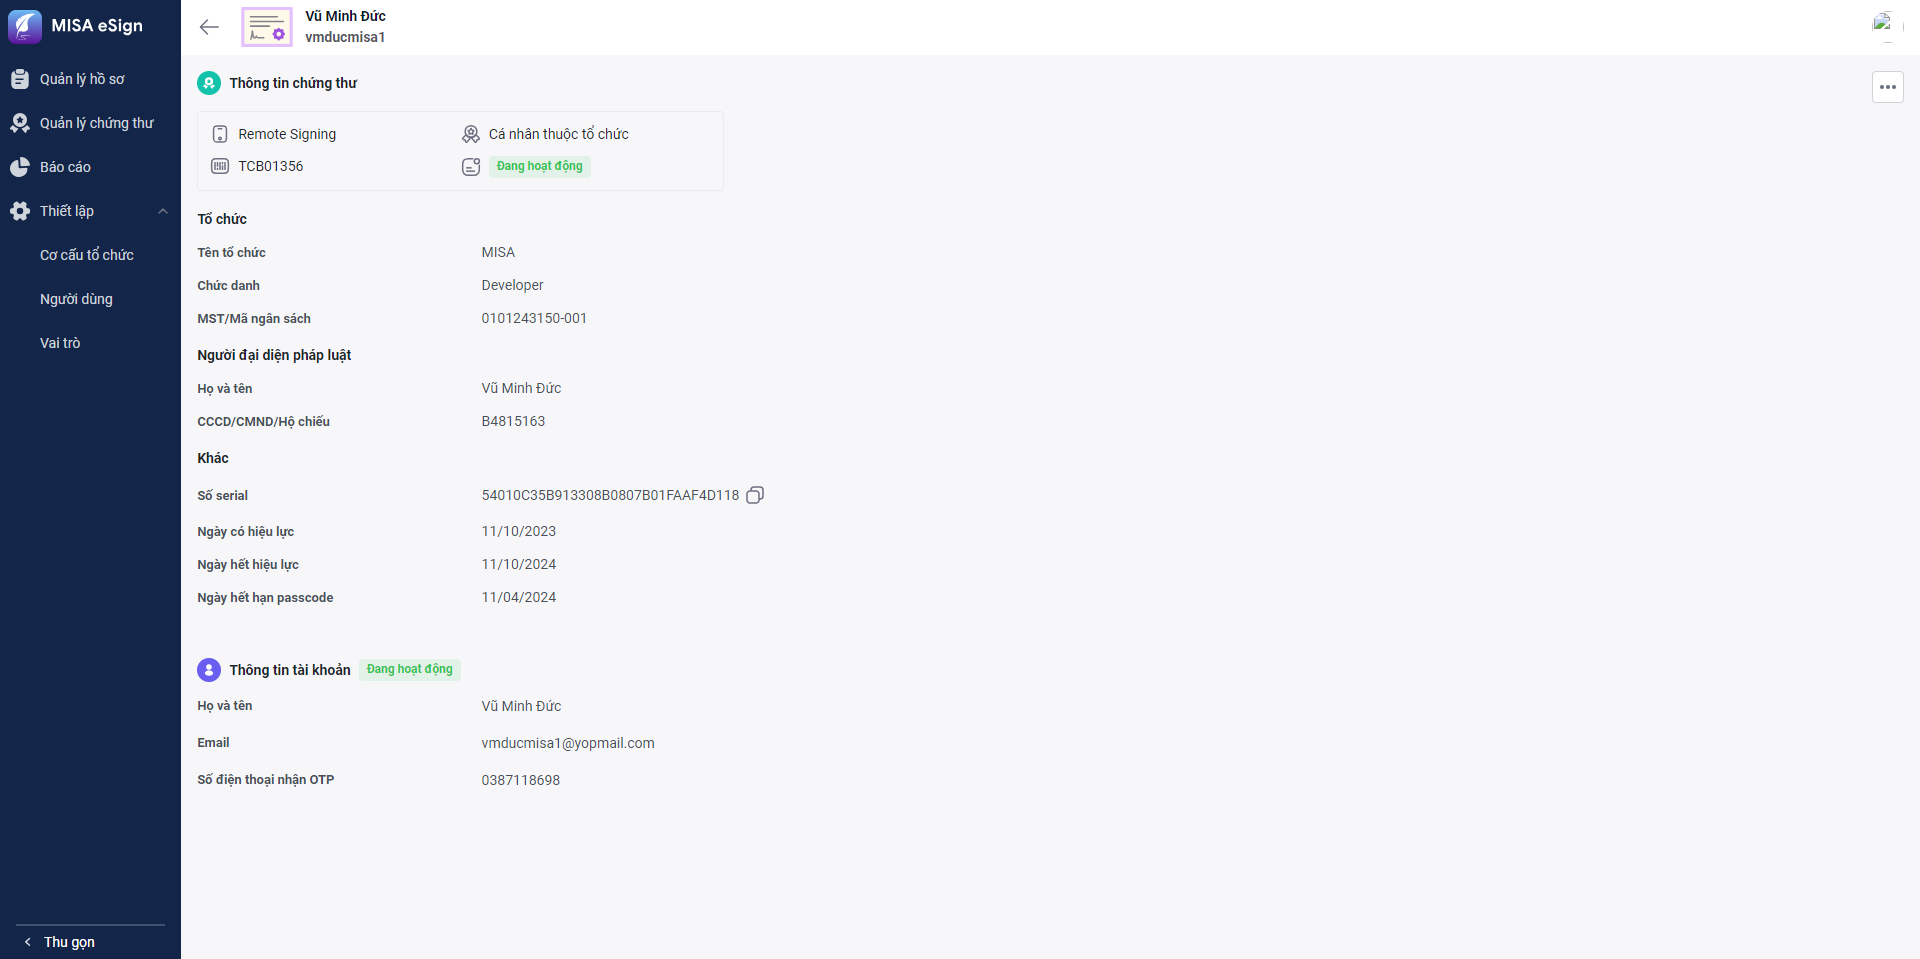 MISA eSign
Quản lý hồ sơ
Quản lý chứng thư
Báo cáo
Thiết lập
Cơ cấu tổ chức
Người dùng
Vai trò
Thu gọn
Vũ Minh Đức
vmducmisa1
Thông tin chứng thư
Remote Signing
Cá nhân thuộc tổ chức
TCB01356
Đang hoạt động
Tổ chức
Tên tổ chức MISA
Chức danh Developer
MST/Mã ngân sách 0101243150-001
Người đại diện pháp luật
Họ và tên Vũ Minh Đức
CCCD/CMND/Hộ chiếu B4815163
Khác
Số serial 54010C35B913308B0807B01FAAF4D118
Ngày có hiệu lực 11/10/2023
Ngày hết hiệu lực 11/10/2024
Ngày hết hạn passcode 11/04/2024
Thông tin tài khoản Đang hoạt động
Họ và tên Vũ Minh Đức
Email vmducmisa1@yopmail.com
Số điện thoại nhận OTP 0387118698